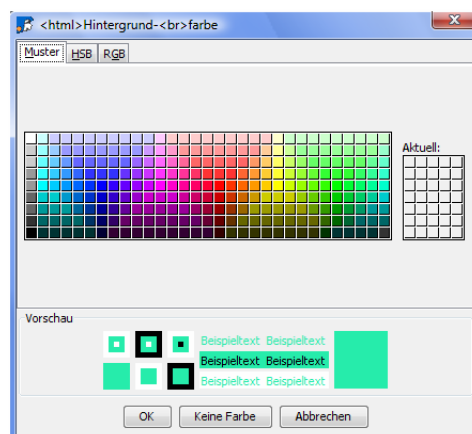 <html>Hintergrund-<br>farbe
Muster HSB RGB
Aktuell:
Vorschau
Beispieltext Beispieltext
Beispieltext Beispieltext
Beispieltext Beispieltext
OK Keine Farbe Abbrechen